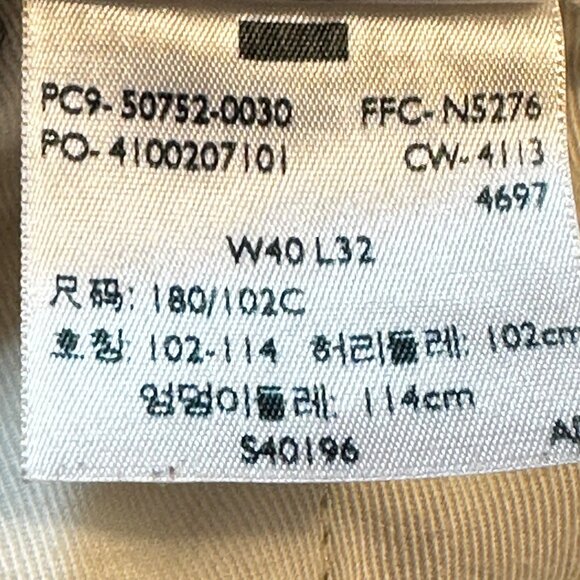 PC9-50752-0030 FFC-N5276
PO-4100207101 CW-4113
4697
W40 L32
尺码: 180/102C
호칭: 102-114 허리둘레: 102cm
엉덩이둘레: 114cm
S40196